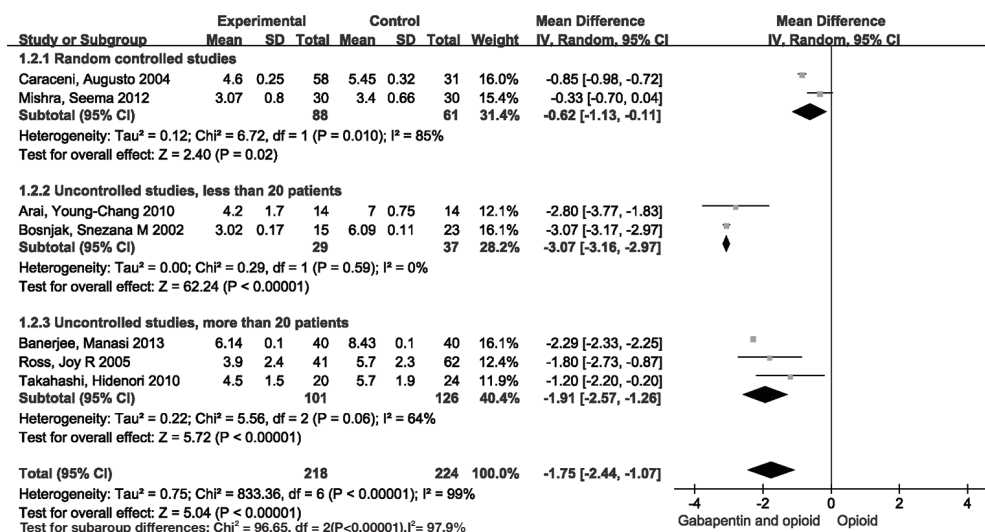 Experimental Control Mean Difference Mean Difference
Study or Subgroup Mean SD Total Mean SD Total Weight IV, Random, 95% CI IV, Random, 95% CI
1.2.1 Random controlled studies
Caraceni, Augusto 2004 4.6 0.25 58 5.45 0.32 31 16.0% -0.85 [-0.98, -0.72]
Mishra, Seema 2012 3.07 0.8 30 3.4 0.66 30 15.4% -0.33 [-0.70, 0.04]
Subtotal (95% CI) 88 61 31.4% -0.62 [-1.13, -0.11]
Heterogeneity: Tau² = 0.12; Chi² = 6.72, df = 1 (P = 0.010); I² = 85%
Test for overall effect: Z = 2.40 (P = 0.02)
1.2.2 Uncontrolled studies, less than 20 patients
Arai, Young-Chang 2010 4.2 1.7 14 7 0.75 14 12.1% -2.80 [-3.77, -1.83]
Bosnjak, Snezana M 2002 3.02 0.17 15 6.09 0.11 23 16.1% -3.07 [-3.17, -2.97]
Subtotal (95% CI) 29 37 28.2% -3.07 [-3.16, -2.97]
Heterogeneity: Tau² = 0.00; Chi² = 0.29, df = 1 (P = 0.59); I² = 0%
Test for overall effect: Z = 62.24 (P < 0.00001)
1.2.3 Uncontrolled studies, more than 20 patients
Banerjee, Manasi 2013 6.14 0.1 40 8.43 0.1 40 16.1% -2.29 [-2.33, -2.25]
Ross, Joy R 2005 3.9 2.4 41 5.7 2.3 62 12.4% -1.80 [-2.73, -0.87]
Takahashi, Hidenori 2010 4.5 1.5 20 5.7 1.9 24 11.9% -1.20 [-2.20, -0.20]
Subtotal (95% CI) 101 126 40.4% -1.91 [-2.57, -1.26]
Heterogeneity: Tau² = 0.22; Chi² = 5.56, df = 2 (P = 0.06); I² = 64%
Test for overall effect: Z = 5.72 (P < 0.00001)
Total (95% CI) 218 224 100.0% -1.75 [-2.44, -1.07]
Heterogeneity: Tau² = 0.75; Chi² = 833.36, df = 6 (P < 0.00001); I² = 99%
Test for overall effect: Z = 5.04 (P < 0.00001)
Test for subgroup differences: Chi² = 96.65, df = 2(P<0.00001),I²= 97.9%
-4 -2 0 2 4
Gabapentin and opioid Opioid